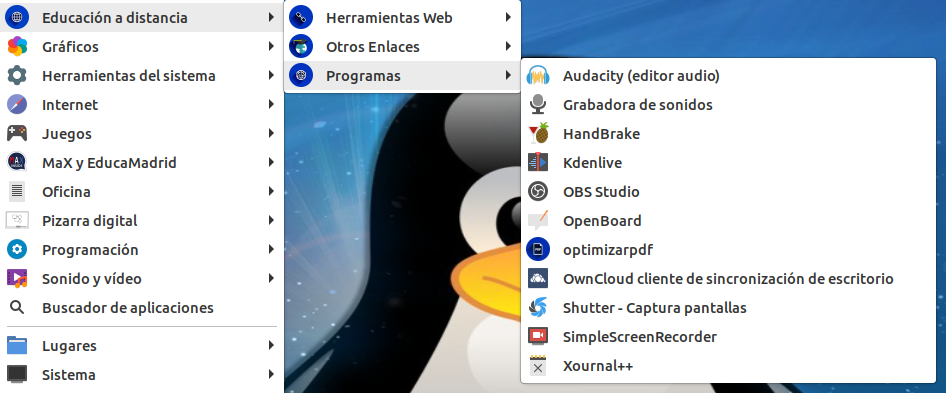 Educación a distancia
Gráficos
Herramientas del sistema
Internet
Juegos
MaX y EducaMadrid
Oficina
Pizarra digital
Programación
Sonido y vídeo
Buscador de aplicaciones
Lugares
Sistema
Herramientas Web
Otros Enlaces
Programas
Audacity (editor audio)
Grabadora de sonidos
HandBrake
Kdenlive
OBS Studio
OpenBoard
optimizarpdf
OwnCloud cliente de sincronización de escritorio
Shutter - Captura pantallas
SimpleScreenRecorder
Xournal++